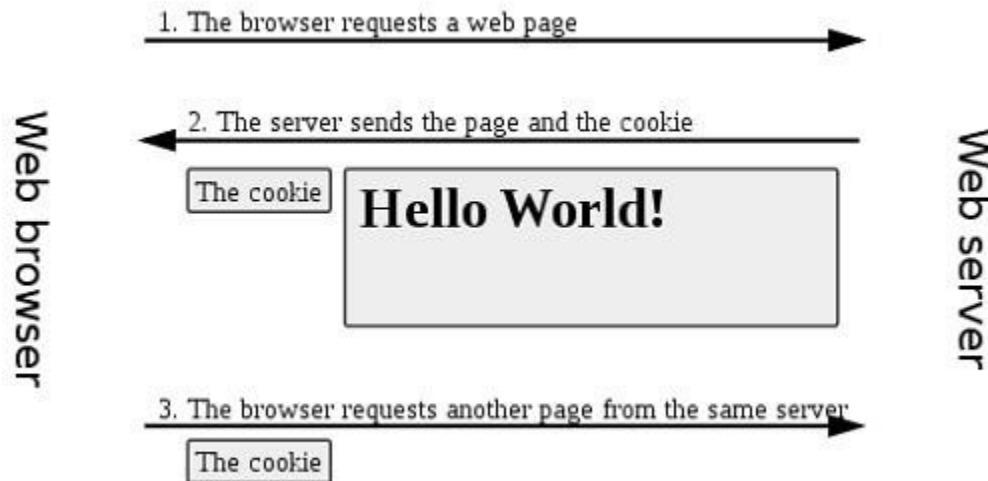 1. The browser requests a web page
2. The server sends the page and the cookie
The cookie
Hello World!
Web browser
Web server
3. The browser requests another page from the same server
The cookie